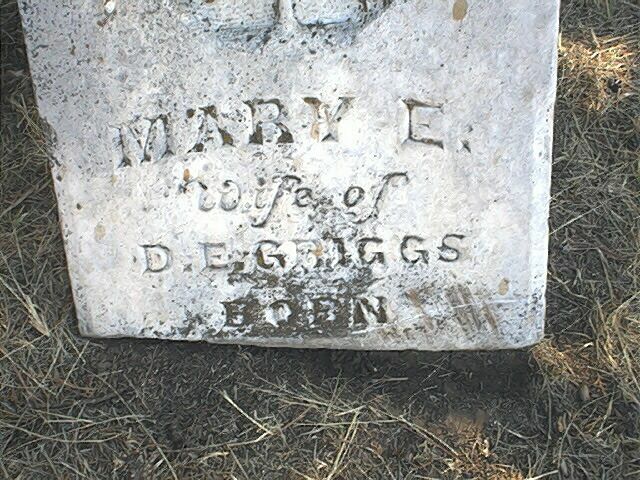 MARY E.
Wife of
D.E. GRIGGS
BORN